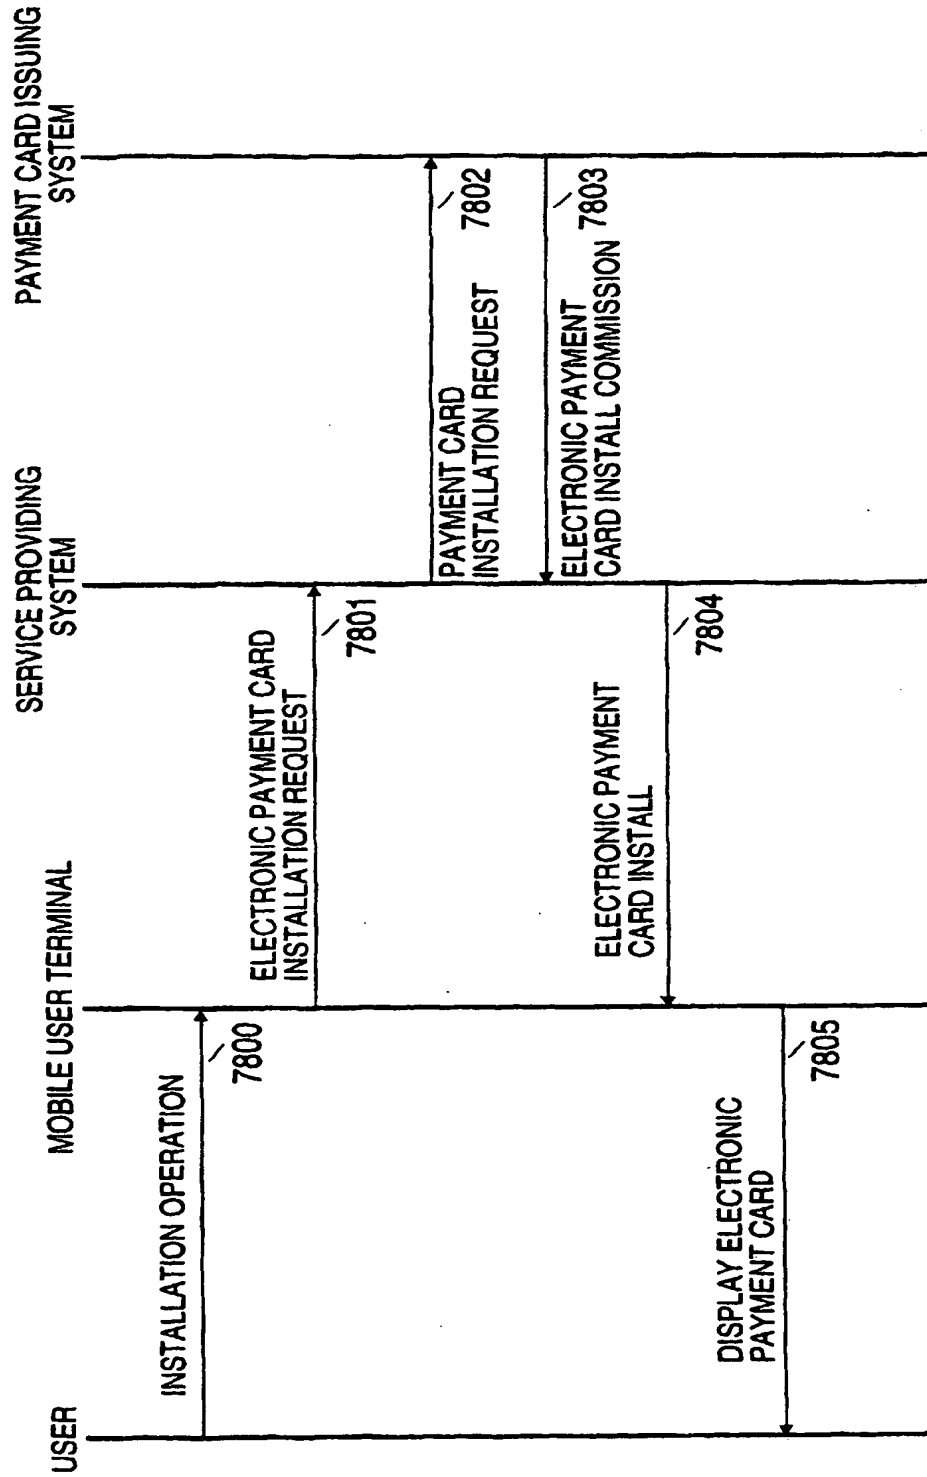 USER
MOBILE USER TERMINAL
SERVICE PROVIDING
SYSTEM
PAYMENT CARD ISSUING
SYSTEM
INSTALLATION OPERATION
7800
ELECTRONIC PAYMENT CARD
INSTALLATION REQUEST
7801
PAYMENT CARD
INSTALLATION REQUEST
7802
ELECTRONIC PAYMENT
CARD INSTALL COMMISSION
7803
ELECTRONIC PAYMENT
CARD INSTALL
7804
DISPLAY ELECTRONIC
PAYMENT CARD
7805